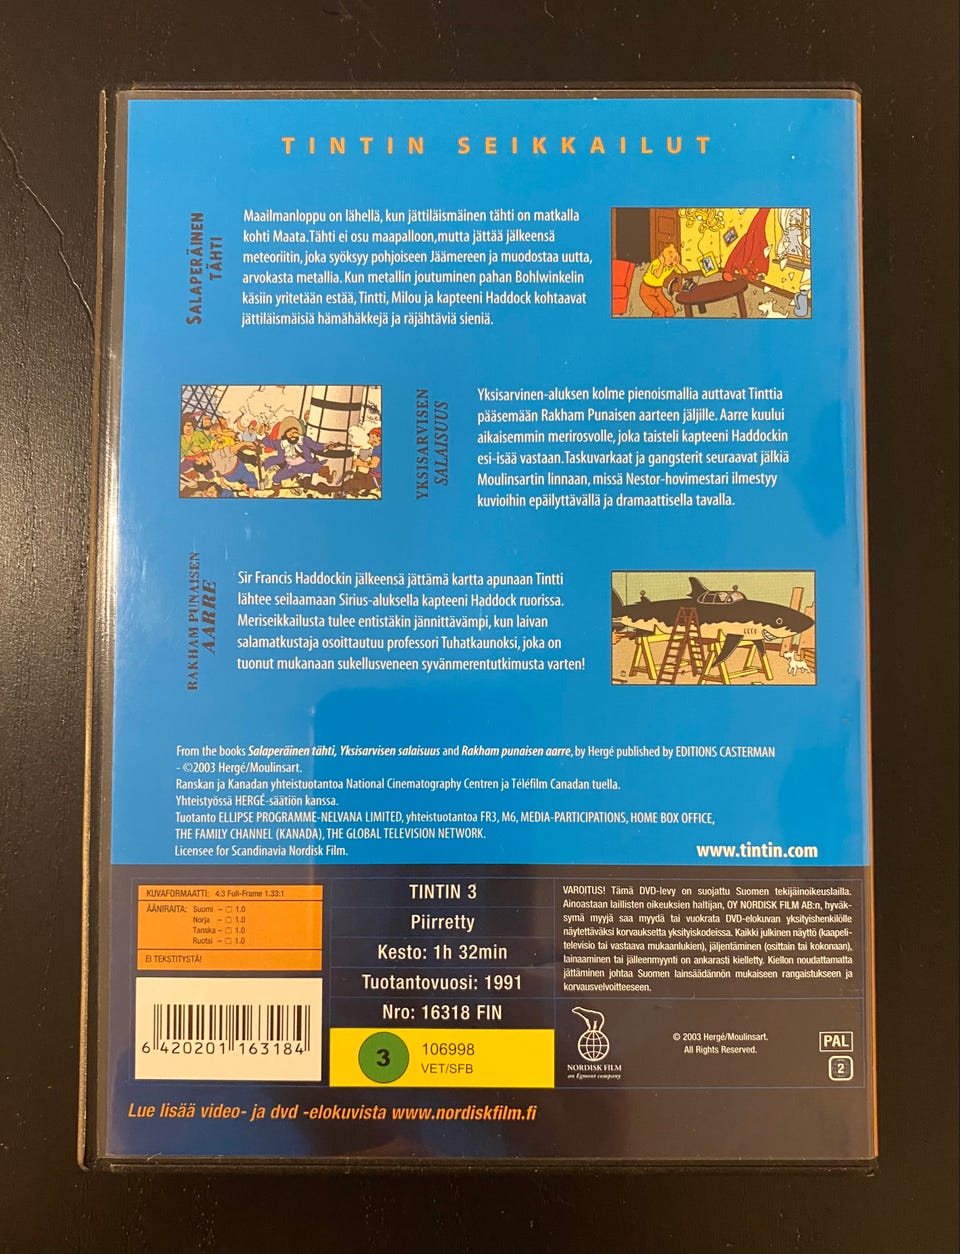 TINTIN SEIKKAILUT
SALAPERÄINEN
TÄHTI
Maailmanloppu on lähellä, kun jättiläismäinen tähti on matkalla
kohti Maata.Tähti ei osu maapalloon,mutta jättää jälkeensä
meteoriitin, joka syöksyy pohjoiseen Jäämereen ja muodostaa uutta,
arvokasta metallia. Kun metallin joutuminen pahan Bohlwinkelin
käsiin yritetään estää, Tintti, Milou ja kapteeni Haddock kohtaavat
jättiläismäisiä hämähäkkejä ja räjähtäviä sieniä.
YKSISARVISEN
SALAISUUS
Yksisarvinen-aluksen kolme pienoismallia auttavat Tinttia
pääsemään Rakham Punaisen aarteen jäljille. Aarre kuului
aikaisemmin merirosvolle, joka taisteli kapteeni Haddockin
esi-isää vastaan.Taskuvarkaat ja gangsterit seuraavat jälkiä
Moulinsartin linnaan, missä Nestor-hovimestari ilmestyy
kuvioihin epäilyttävällä ja dramaattisella tavalla.
RAKHAM PUNAISEN
AARRE
Sir Francis Haddockin jälkeensä jättämä kartta apunaan Tintti
lähtee seilaamaan Sirius-aluksella kapteeni Haddock ruorissa.
Meriseikkailusta tulee entistäkin jännittävämpi, kun laivan
salamatkustaja osoittautuu professori Tuhatkaunoksi, joka on
tuonut mukanaan sukellusveneen syvänmerentutkimusta varten!
From the books Salaperäinen tähti, Yksisarvisen salaisuus and Rakham punaisen aarre, by Hergé published by EDITIONS CASTERMAN
- ©2003 Hergé/Moulinsart.
Ranskan ja Kanadan yhteistuotantoa National Cinematography Centren ja Téléfilm Canadan tuella.
Yhteistyössä HERGÉ-säätiön kanssa.
Tuotanto ELLIPSE PROGRAMME-NELVANA LIMITED, yhteistuotantoa FR3, M6, MEDIA-PARTICIPATIONS, HOME BOX OFFICE,
THE FAMILY CHANNEL (KANADA), THE GLOBAL TELEVISION NETWORK.
Licensee for Scandinavia Nordisk Film.
www.tintin.com
KUVAFORMAATTI: 4:3 Full-Frame 1.33:1
ÄÄNIRAITA: Suomi - 1.0
Norja - 1.0
Tanska - 1.0
Ruotsi - 1.0
EI TEKSTITYSTÄ!
6 420201 163184
TINTIN 3
Piirretty
Kesto: 1h 32min
Tuotantovuosi: 1991
Nro: 16318 FIN
3
106998
VET/SFB
VAROITUS! Tämä DVD-levy on suojattu Suomen tekijäinoikeuslailla.
Ainoastaan laillisten oikeuksien haltijan, OY NORDISK FILM AB:n, hyväk-
symä myyjä saa myydä tai vuokrata DVD-elokuvan yksityishenkilölle
näytettäväksi korvauksetta yksityiskodeissa. Kaikki julkinen näyttö (kaapeli-
televisio tai vastaava mukaanlukien), jäljentäminen (osittain tai kokonaan),
lainaaminen tai jälleenmyynti on ankarasti kielletty. Kiellon noudattamatta
jättäminen johtaa Suomen lainsäädännön mukaiseen rangaistukseen ja
korvausvelvoitteeseen.
NORDISK FILM
an Egmont company
© 2003 Hergé/Moulinsart.
All Rights Reserved.
PAL
2
Lue lisää video- ja dvd -elokuvista www.nordiskfilm.fi